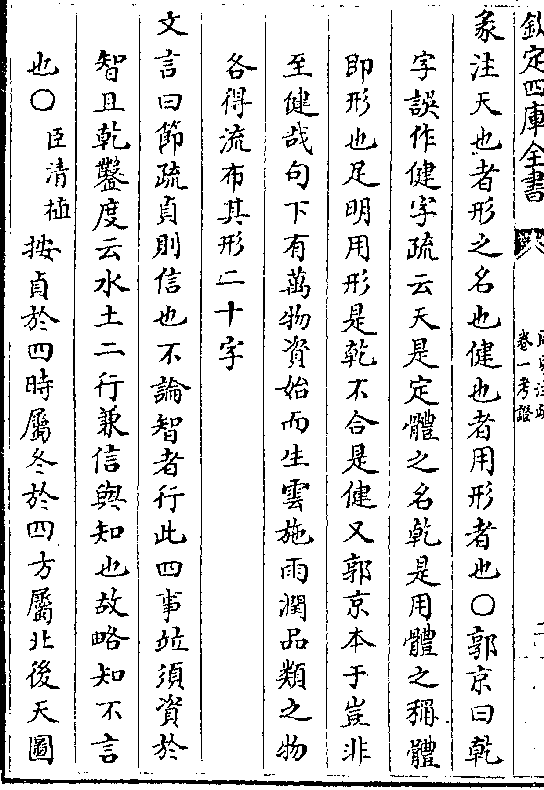 欽定四庫全書
卷一考證
彖注天也者形之名也健也者用形者也○郭京曰乾
字誤作健字疏云天是定體之名乾是用體之稱體
即形也足明用形是乾不合是健又郭京本于豈非
至健哉句下有萬物資始而生雲施雨潤品類之物
各得流布其形二十字
文言曰節疏貞則信也不論智者行此四事並須資於
智且乾鑿度云水土二行兼信與知也故略知不言
也○臣清植按貞於四時屬冬於四方屬北後天圖